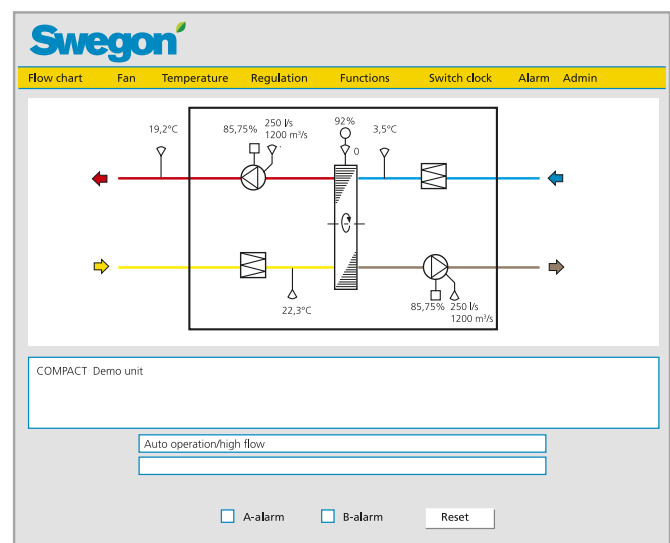 Swegon
Flow chart Fan Temperature Regulation Functions Switch clock Alarm Admin
19,2°C
85,75%
250 l/s
1200 m³/s
92%
0
3,5°C
22,3°C
85,75%
250 l/s
1200 m³/s
COMPACT Demo unit
Auto operation/high flow
A-alarm B-alarm Reset